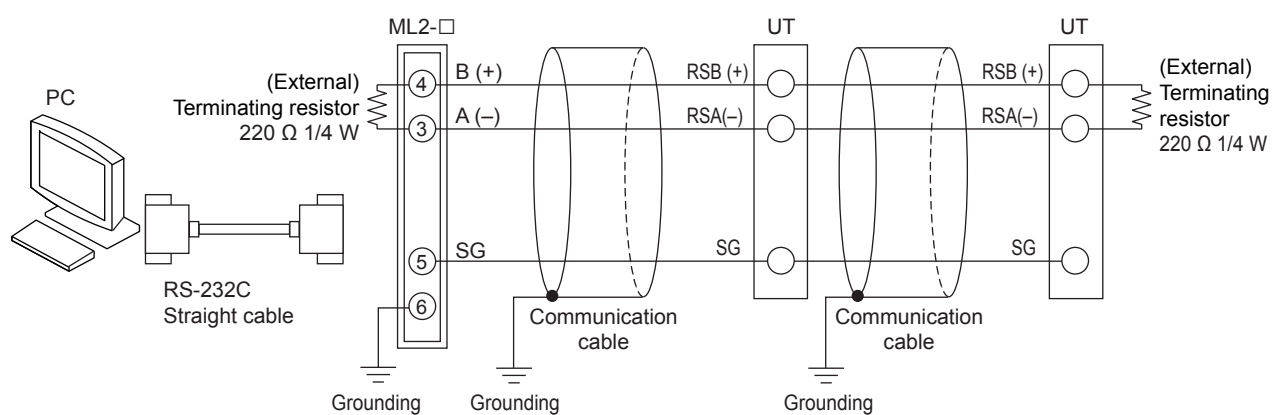 ML2-□
UT
UT
PC
(External)
Terminating resistor
220 Ω 1/4 W
4
B (+)
RSB (+)
RSB (+)
(External)
Terminating
resistor
220 Ω 1/4 W
3
A (–)
RSA(–)
RSA(–)
5
SG
SG
SG
6
RS-232C
Straight cable
Communication
cable
Communication
cable
Grounding
Grounding
Grounding